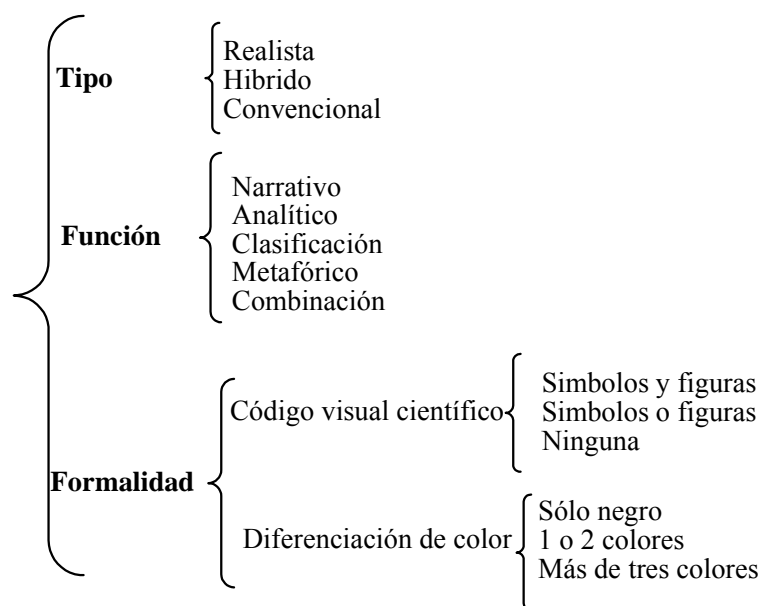 Tipo
Realista
Hibrido
Convencional
Función
Narrativo
Analítico
Clasificación
Metafórico
Combinación
Formalidad
Código visual científico
Simbolos y figuras
Simbolos o figuras
Ninguna
Diferenciación de color
Sólo negro
1 o 2 colores
Más de tres colores